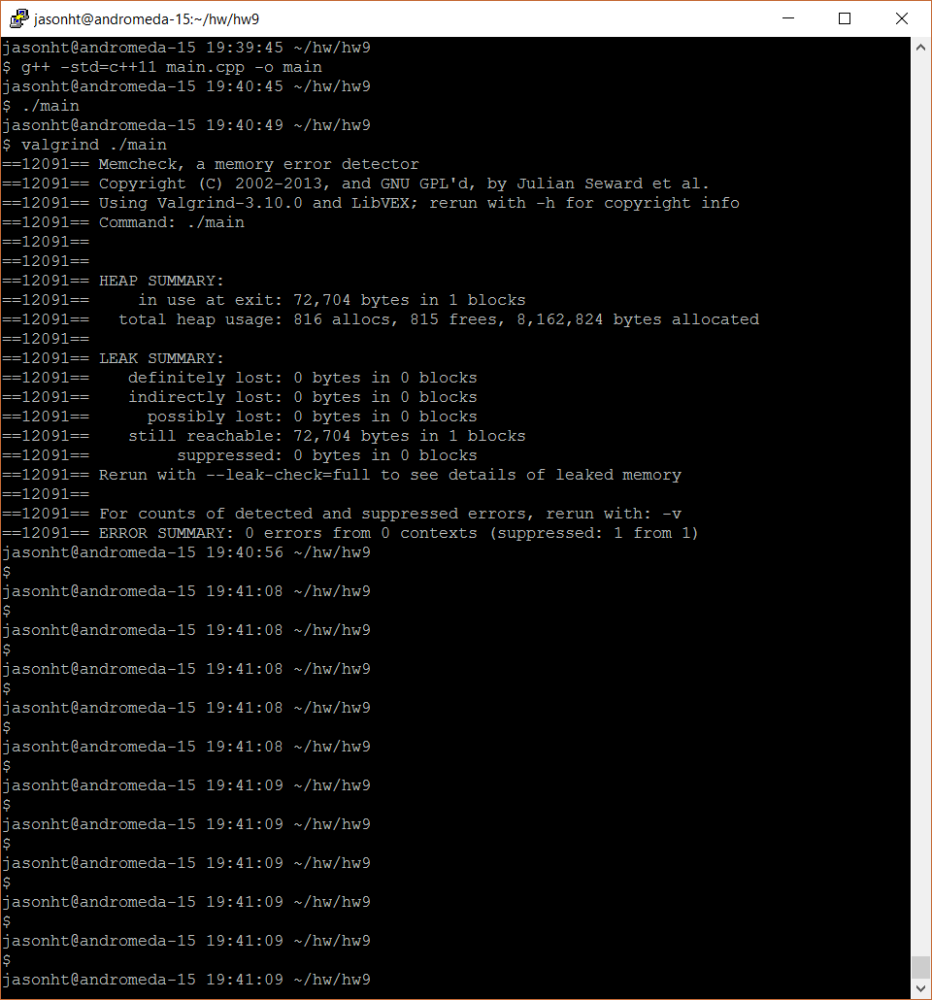 jasonht@andromeda-15:~/hw/hw9
jasonht@andromeda-15 19:39:45 ~/hw/hw9
$ g++ -std=c++11 main.cpp -o main
jasonht@andromeda-15 19:40:45 ~/hw/hw9
$ ./main
jasonht@andromeda-15 19:40:49 ~/hw/hw9
$ valgrind ./main
==12091== Memcheck, a memory error detector
==12091== Copyright (C) 2002-2013, and GNU GPL'd, by Julian Seward et al.
==12091== Using Valgrind-3.10.0 and LibVEX; rerun with -h for copyright info
==12091== Command: ./main
==12091==
==12091==
==12091== HEAP SUMMARY:
==12091==     in use at exit: 72,704 bytes in 1 blocks
==12091==   total heap usage: 816 allocs, 815 frees, 8,162,824 bytes allocated
==12091==
==12091== LEAK SUMMARY:
==12091==    definitely lost: 0 bytes in 0 blocks
==12091==    indirectly lost: 0 bytes in 0 blocks
==12091==      possibly lost: 0 bytes in 0 blocks
==12091==    still reachable: 72,704 bytes in 1 blocks
==12091==         suppressed: 0 bytes in 0 blocks
==12091== Rerun with --leak-check=full to see details of leaked memory
==12091==
==12091== For counts of detected and suppressed errors, rerun with: -v
==12091== ERROR SUMMARY: 0 errors from 0 contexts (suppressed: 1 from 1)
jasonht@andromeda-15 19:40:56 ~/hw/hw9
$
jasonht@andromeda-15 19:41:08 ~/hw/hw9
$
jasonht@andromeda-15 19:41:08 ~/hw/hw9
$
jasonht@andromeda-15 19:41:08 ~/hw/hw9
$
jasonht@andromeda-15 19:41:08 ~/hw/hw9
$
jasonht@andromeda-15 19:41:08 ~/hw/hw9
$
jasonht@andromeda-15 19:41:09 ~/hw/hw9
$
jasonht@andromeda-15 19:41:09 ~/hw/hw9
$
jasonht@andromeda-15 19:41:09 ~/hw/hw9
$
jasonht@andromeda-15 19:41:09 ~/hw/hw9
$
jasonht@andromeda-15 19:41:09 ~/hw/hw9
$
jasonht@andromeda-15 19:41:09 ~/hw/hw9